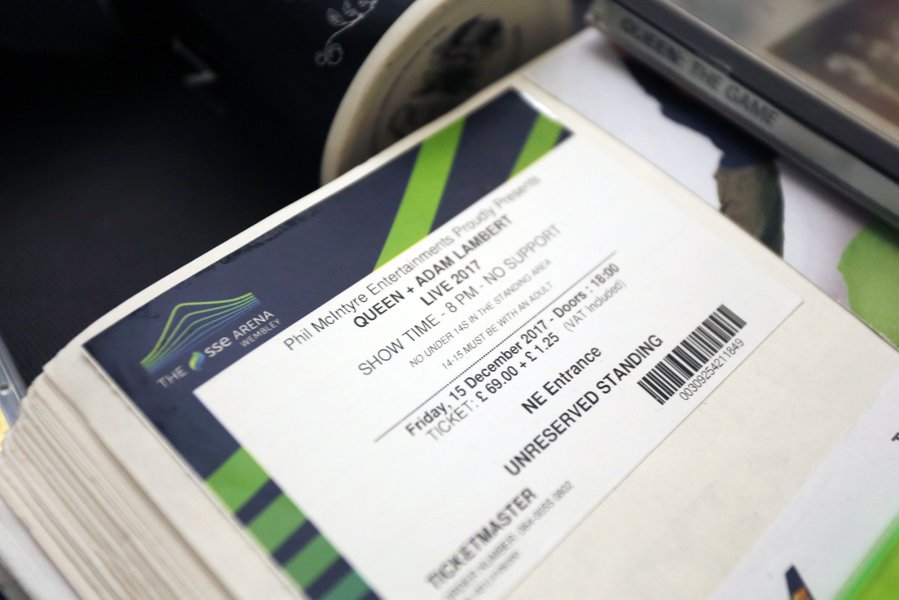 QUEEN THE GAME
THE sse ARENA
WEMBLEY
Phil McIntyre Entertainments Proudly Presents
QUEEN + ADAM LAMBERT
LIVE 2017
SHOW TIME - 8 PM - NO SUPPORT
NO UNDER 14S IN THE STANDING AREA
14-15 MUST BE WITH AN ADULT
Friday, 15 December 2017 - Doors : 18:00
TICKET: £ 69.00 + £ 1.25 (VAT Included)
NE Entrance
UNRESERVED STANDING
00309254211849
TICKETMASTER